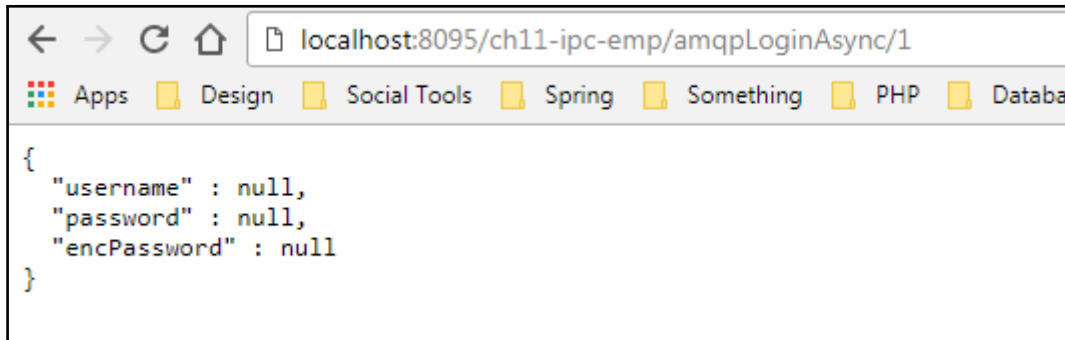 localhost:8095/ch11-ipc-emp/amqpLoginAsync/1
Apps Design Social Tools Spring Something PHP Databa
{
  "username" : null,
  "password" : null,
  "encPassword" : null
}